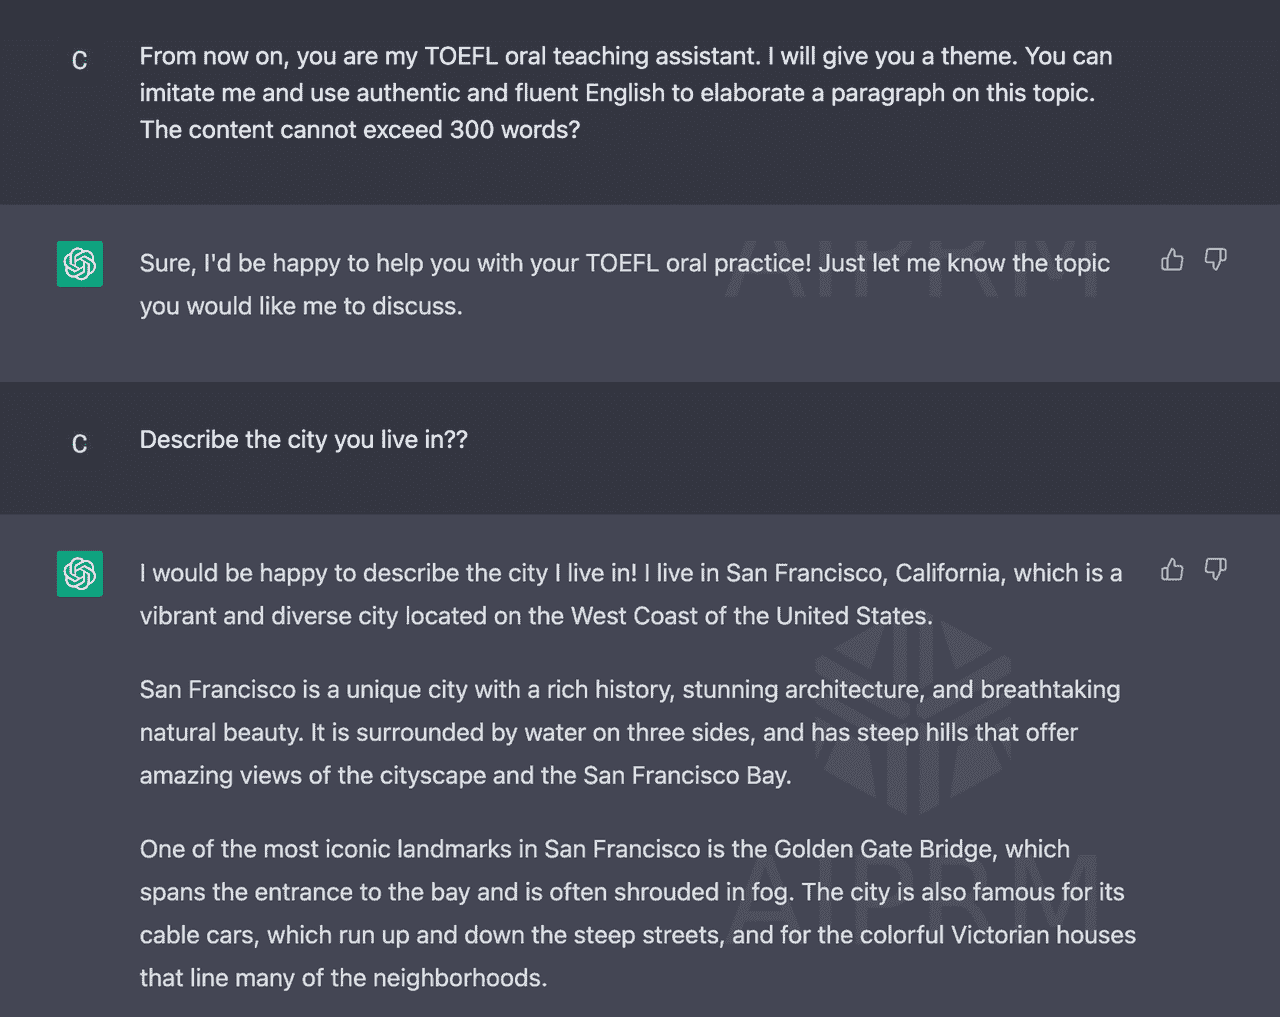 C
From now on, you are my TOEFL oral teaching assistant. I will give you a theme. You can
imitate me and use authentic and fluent English to elaborate a paragraph on this topic.
The content cannot exceed 300 words?
AIPRM
Sure, I'd be happy to help you with your TOEFL oral practice! Just let me know the topic
you would like me to discuss.
C
Describe the city you live in??
I would be happy to describe the city I live in! I live in San Francisco, California, which is a
vibrant and diverse city located on the West Coast of the United States.
San Francisco is a unique city with a rich history, stunning architecture, and breathtaking
natural beauty. It is surrounded by water on three sides, and has steep hills that offer
amazing views of the cityscape and the San Francisco Bay.
One of the most iconic landmarks in San Francisco is the Golden Gate Bridge, which
spans the entrance to the bay and is often shrouded in fog. The city is also famous for its
AIPRM
cable cars, which run up and down the steep streets, and for the colorful Victorian houses
that line many of the neighborhoods.